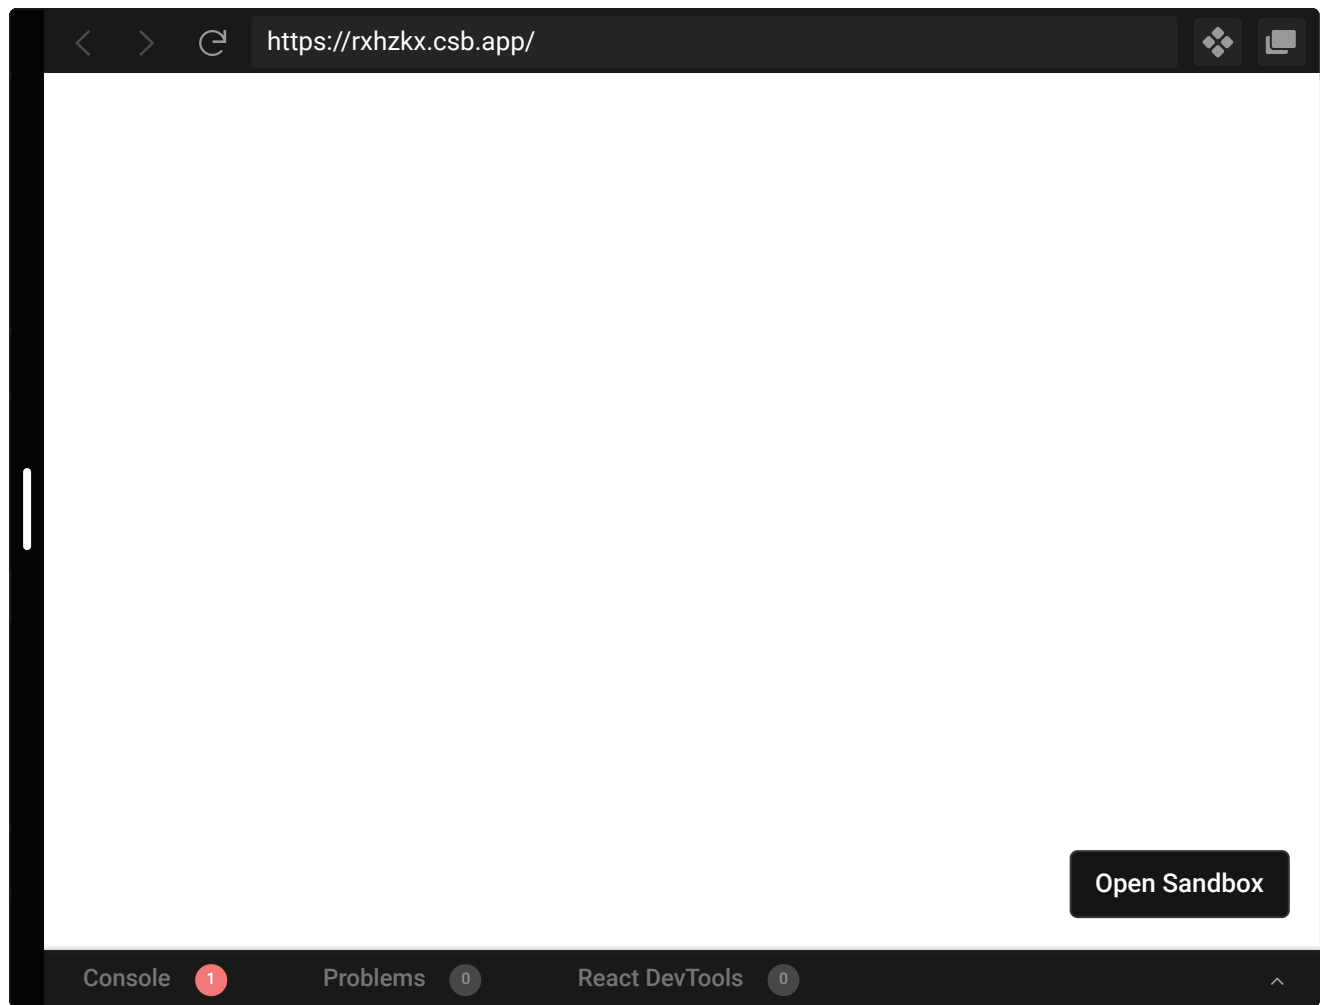 https://rxhzkx.csb.app/
Open Sandbox
Console 1 Problems 0 React DevTools 0